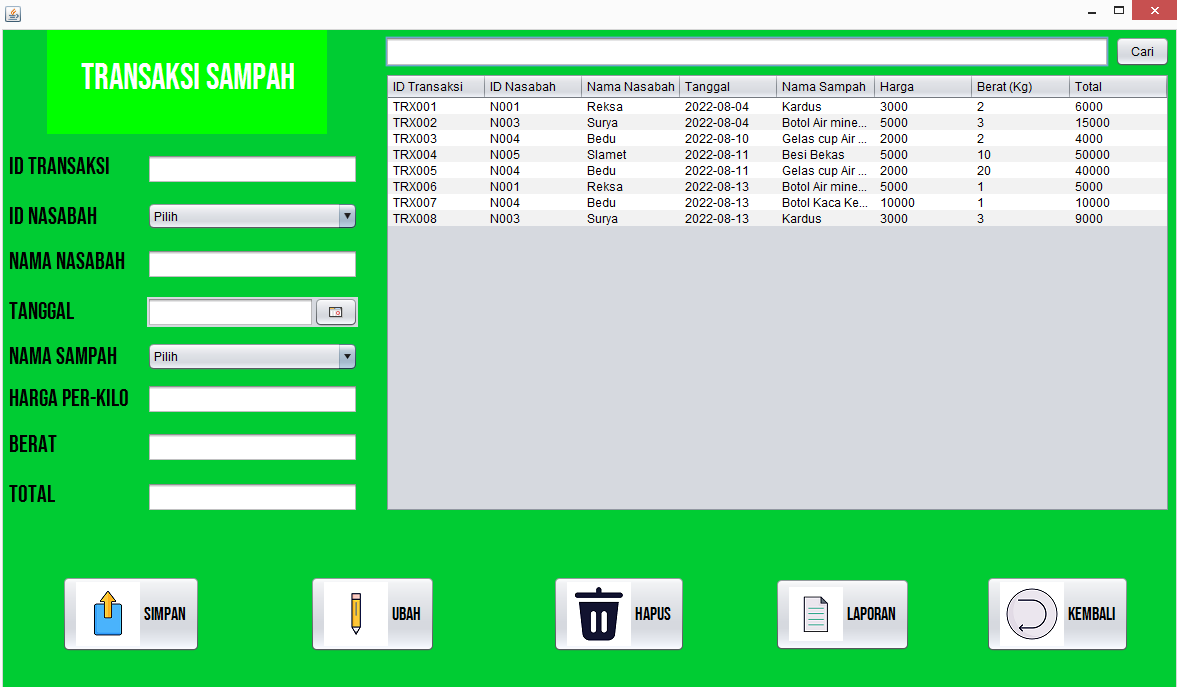 TRANSAKSI SAMPAH
Cari
ID TRANSAKSI
ID NASABAH
Pilih
NAMA NASABAH
TANGGAL
NAMA SAMPAH
Pilih
HARGA PER-KILO
BERAT
TOTAL
ID Transaksi ID Nasabah Nama Nasabah Tanggal Nama Sampah Harga Berat (Kg) Total
TRX001 N001 Reksa 2022-08-04 Kardus 3000 2 6000
TRX002 N003 Surya 2022-08-04 Botol Air mine... 5000 3 15000
TRX003 N004 Bedu 2022-08-10 Gelas cup Air ... 2000 2 4000
TRX004 N005 Slamet 2022-08-11 Besi Bekas 5000 10 50000
TRX005 N004 Bedu 2022-08-11 Gelas cup Air ... 2000 20 40000
TRX006 N001 Reksa 2022-08-13 Botol Air mine... 5000 1 5000
TRX007 N004 Bedu 2022-08-13 Botol Kaca Ke... 10000 1 10000
TRX008 N003 Surya 2022-08-13 Kardus 3000 3 9000
SIMPAN
UBAH
HAPUS
LAPORAN
KEMBALI